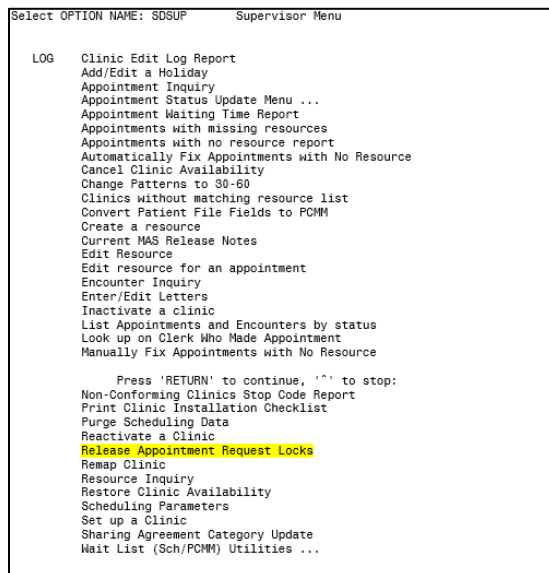 Select OPTION NAME: SDSUP       Supervisor Menu
LOG    Clinic Edit Log Report
Add/Edit a Holiday
Appointment Inquiry
Appointment Status Update Menu ...
Appointment Waiting Time Report
Appointments with missing resources
Appointments with no resource report
Automatically Fix Appointments with No Resource
Cancel Clinic Availability
Change Patterns to 30-60
Clinics without matching resource list
Convert Patient File Fields to PCMM
Create a resource
Current MAS Release Notes
Edit Resource
Edit resource for an appointment
Encounter Inquiry
Enter/Edit Letters
Inactivate a clinic
List Appointments and Encounters by status
Look up on Clerk Who Made Appointment
Manually Fix Appointments with No Resource
Press 'RETURN' to continue, '^' to stop:
Non-Conforming Clinics Stop Code Report
Print Clinic Installation Checklist
Purge Scheduling Data
Reactivate a Clinic
Release Appointment Request Locks
Remap Clinic
Resource Inquiry
Restore Clinic Availability
Scheduling Parameters
Set up a Clinic
Sharing Agreement Category Update
Wait List (Sch/PCMM) Utilities ...